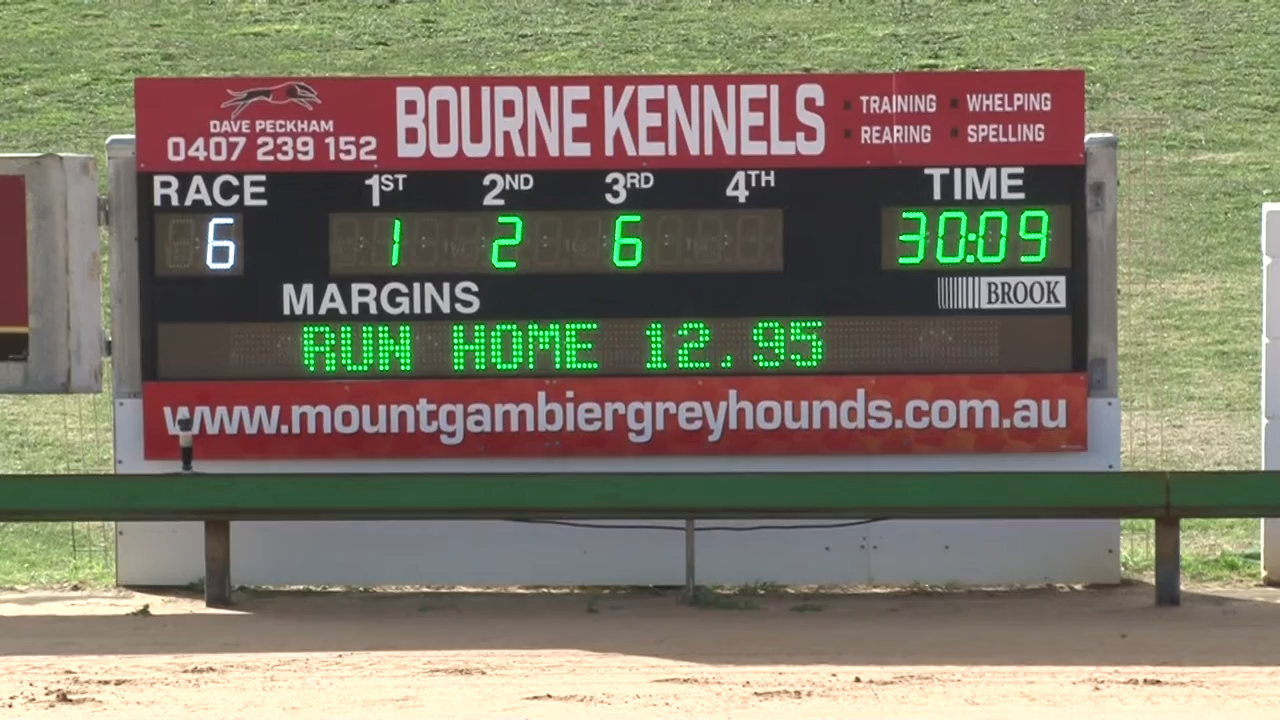 DAVE PECKHAM
0407 239 152
BOURNE KENNELS
TRAINING WHELPING
REARING SPELLING
RACE 1ST 2ND 3RD 4TH TIME
6 1 2 6 30:09
MARGINS BROOK
RUN HOME 12.95
www.mountgambiergreyhounds.com.au